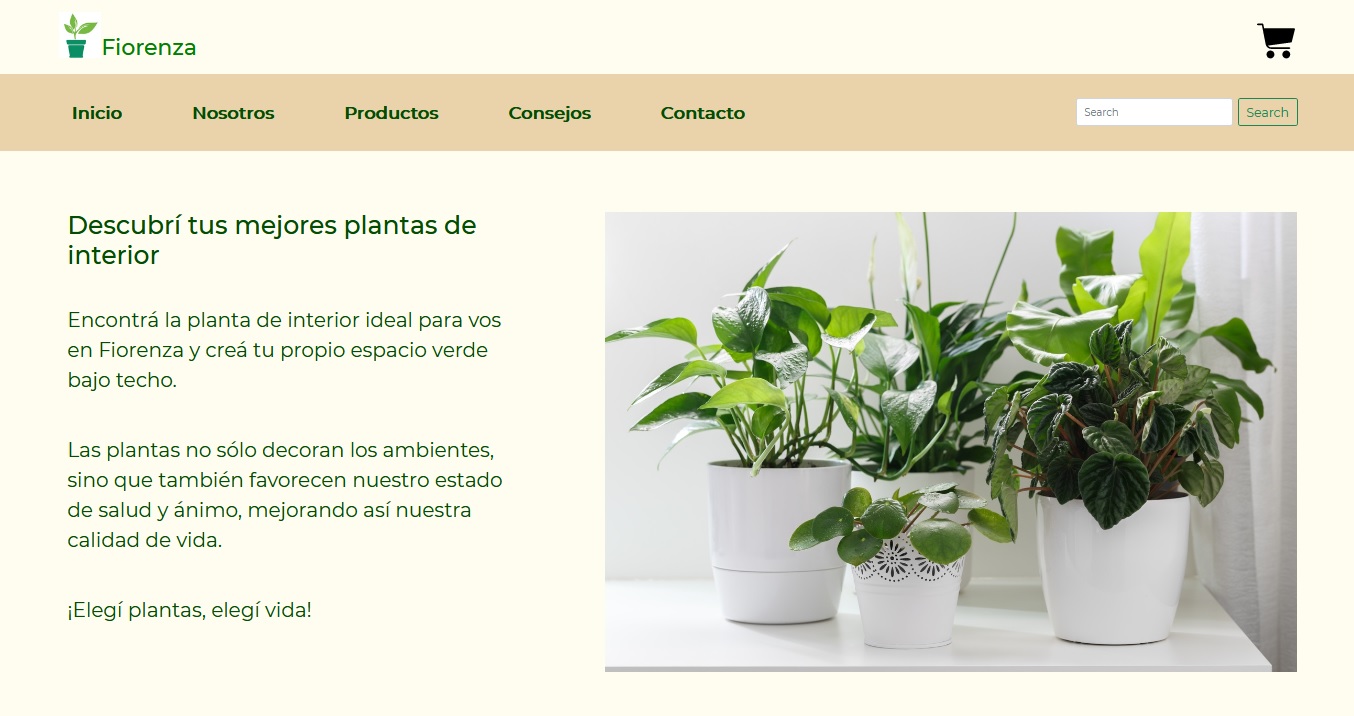 Fiorenza
Inicio Nosotros Productos Consejos Contacto Search Search
Descubrí tus mejores plantas de
interior
Encontrá la planta de interior ideal para vos
en Fiorenza y creá tu propio espacio verde
bajo techo.
Las plantas no sólo decoran los ambientes,
sino que también favorecen nuestro estado
de salud y ánimo, mejorando así nuestra
calidad de vida.
¡Elegí plantas, elegí vida!